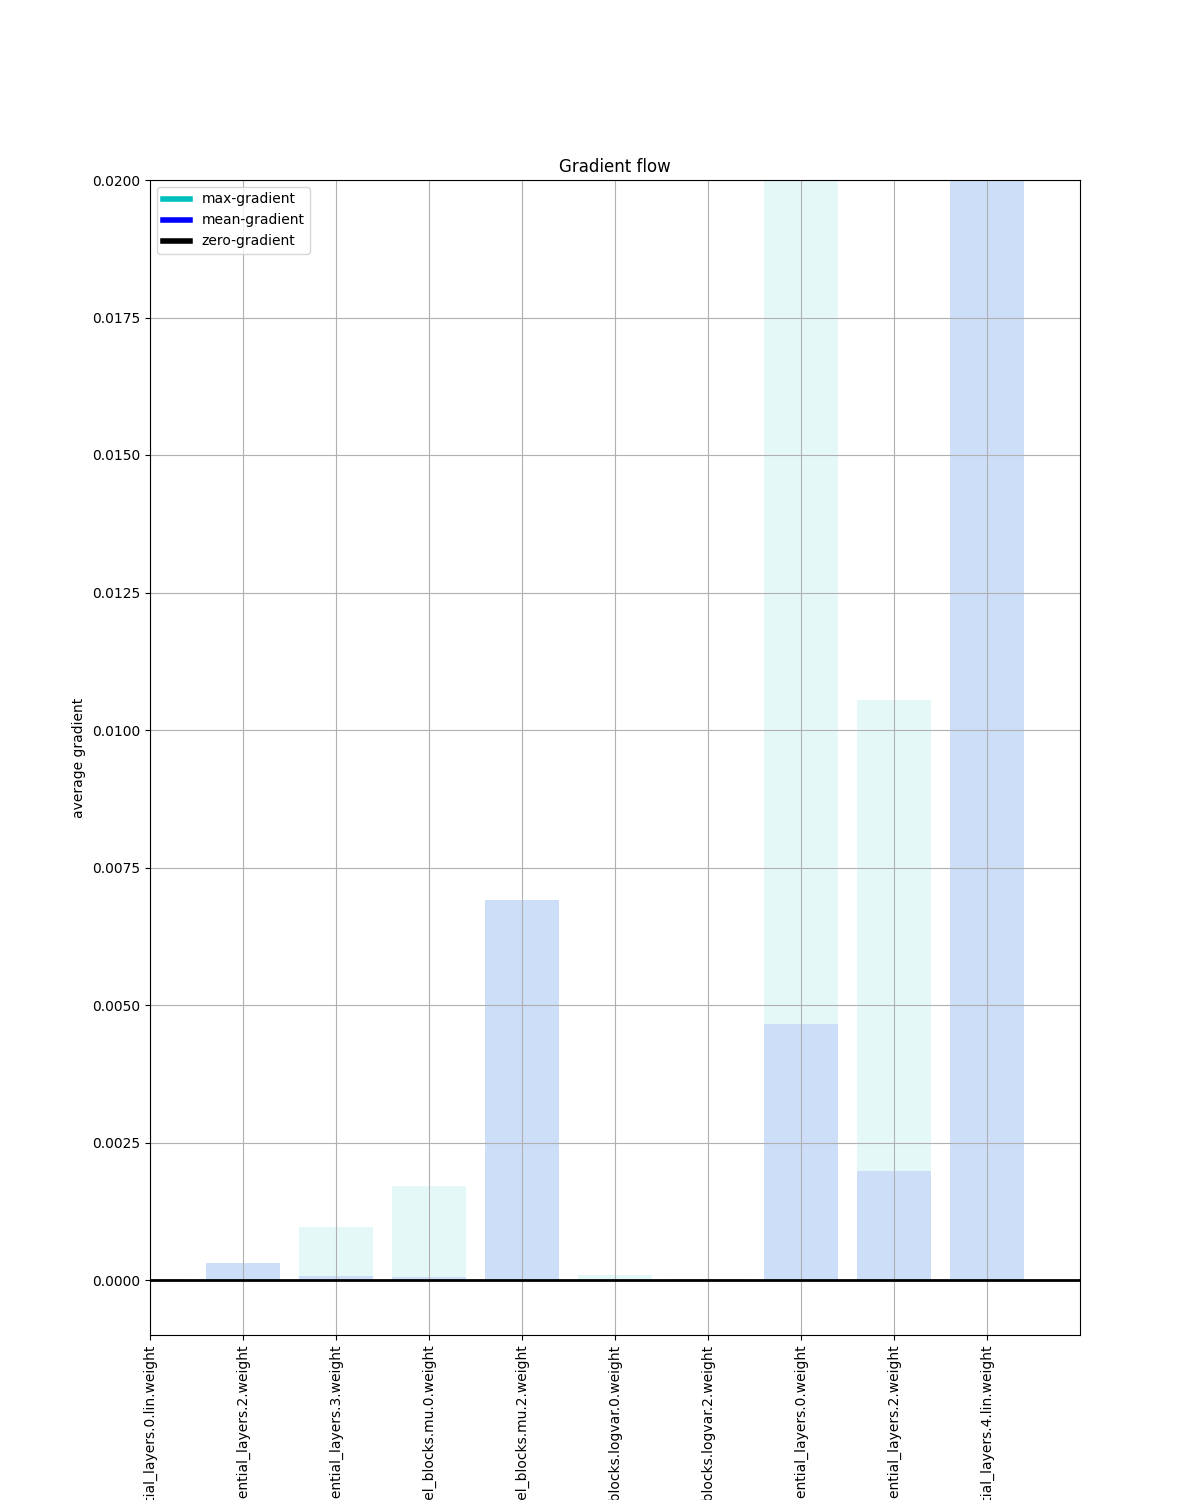 Gradient flow
max-gradient
mean-gradient
zero-gradient
0.0200
0.0175
0.0150
0.0125
0.0100
0.0075
0.0050
0.0025
0.0000
average gradient
tial_layers.0.lin.weight
ential_layers.2.weight
ential_layers.3.weight
el_blocks.mu.0.weight
el_blocks.mu.2.weight
blocks.logvar.0.weight
blocks.logvar.2.weight
ential_layers.0.weight
ential_layers.2.weight
tial_layers.4.lin.weight